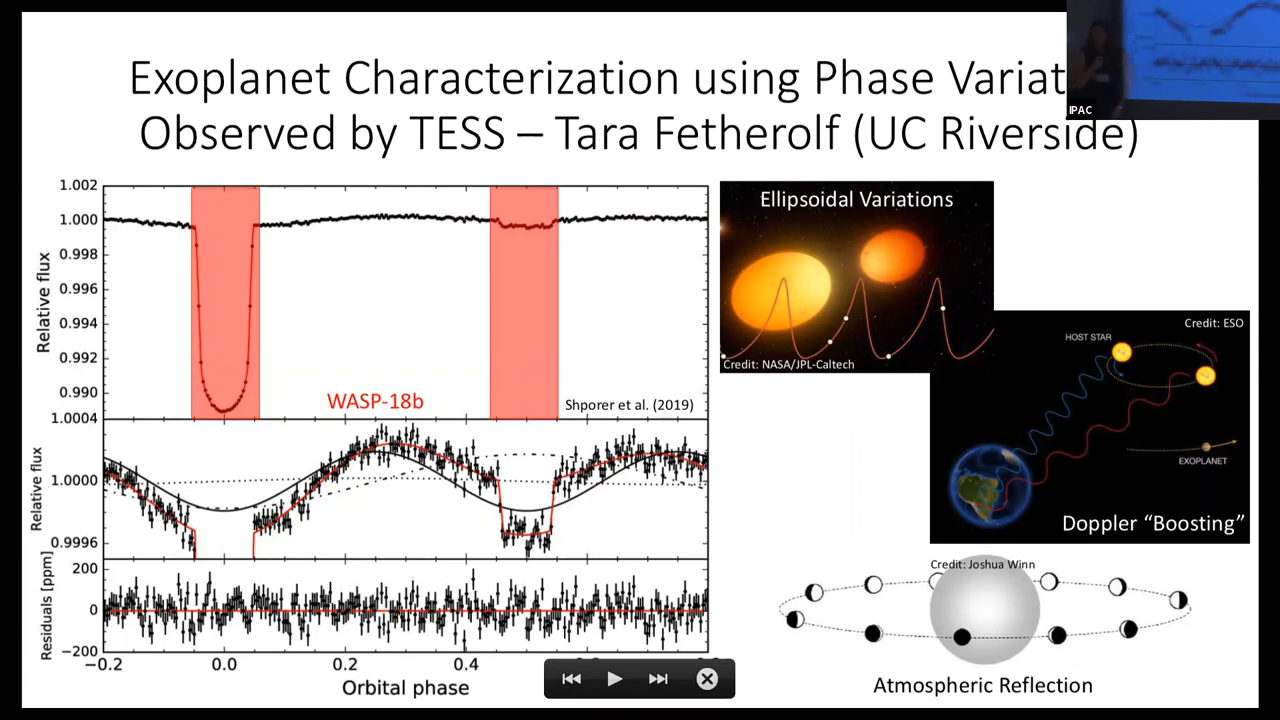 Exoplanet Characterization using Phase Variat
Observed by TESS – Tara Fetherolf (UC Riverside)
IPAC
1.002
1.000
0.998
0.996
0.994
0.992
0.990
Relative flux
WASP-18b
Shporer et al. (2019)
1.0004
1.0000
0.9996
Relative flux
200
0
−200
Residuals [ppm]
−0.2
0.0
0.2
0.4
Orbital phase
Ellipsoidal Variations
Credit: NASA/JPL-Caltech
Credit: ESO
HOST STAR
EXOPLANET
Doppler “Boosting”
Credit: Joshua Winn
Atmospheric Reflection